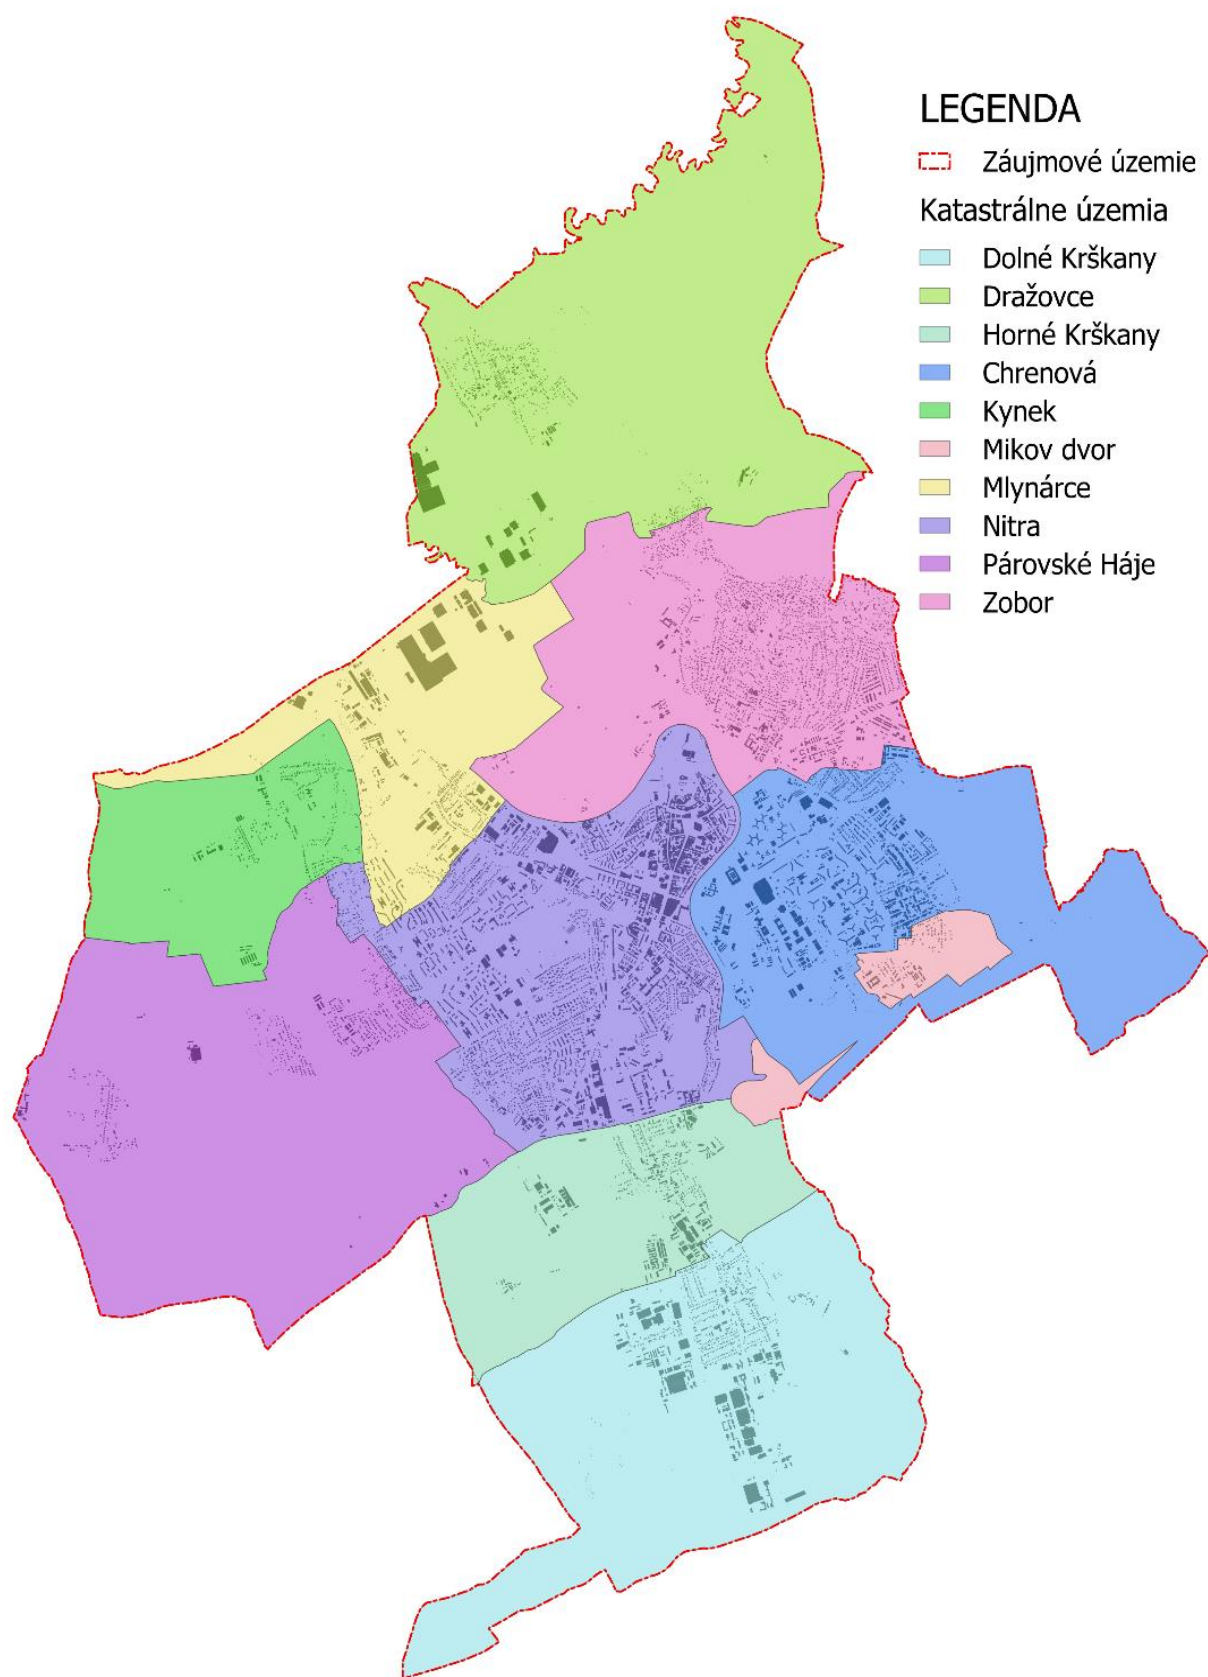 LEGENDA
Záujmové územie
Katastrálne územia
Dolné Krškany
Dražovce
Horné Krškany
Chrenová
Kynek
Mikov dvor
Mlynárce
Nitra
Párovské Háje
Zobor